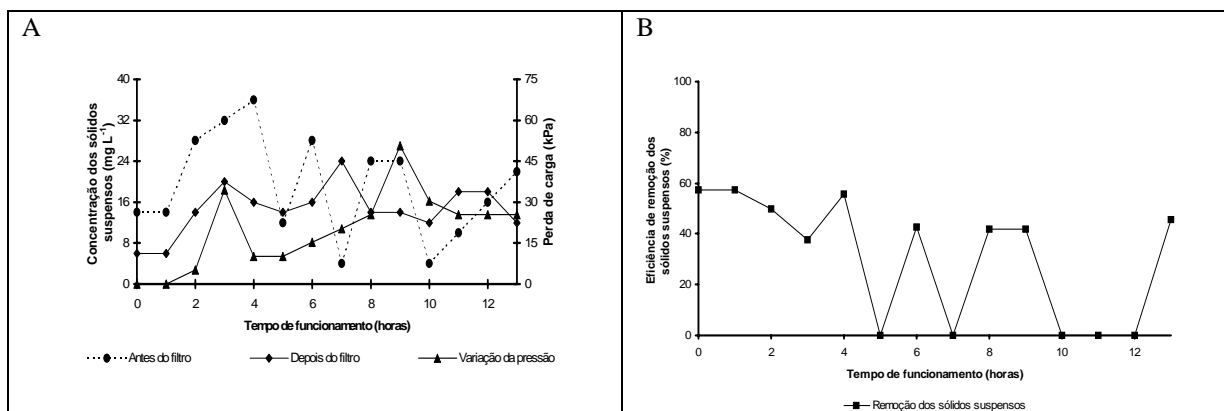 A
Concentração dos sólidos
suspensos (mg L-1)
40
32
24
16
8
0
75
60
45
30
15
0
Perda de carga (kPa)
0 2 4 6 8 10 12
Tempo de funcionamento (horas)
Antes do filtro Depois do filtro Variação da pressão
B
Eficiência de remoção dos
sólidos suspensos (%)
100
80
60
40
20
0
0 2 4 6 8 10 12
Tempo de funcionamento (horas)
Remoção dos sólidos suspensos